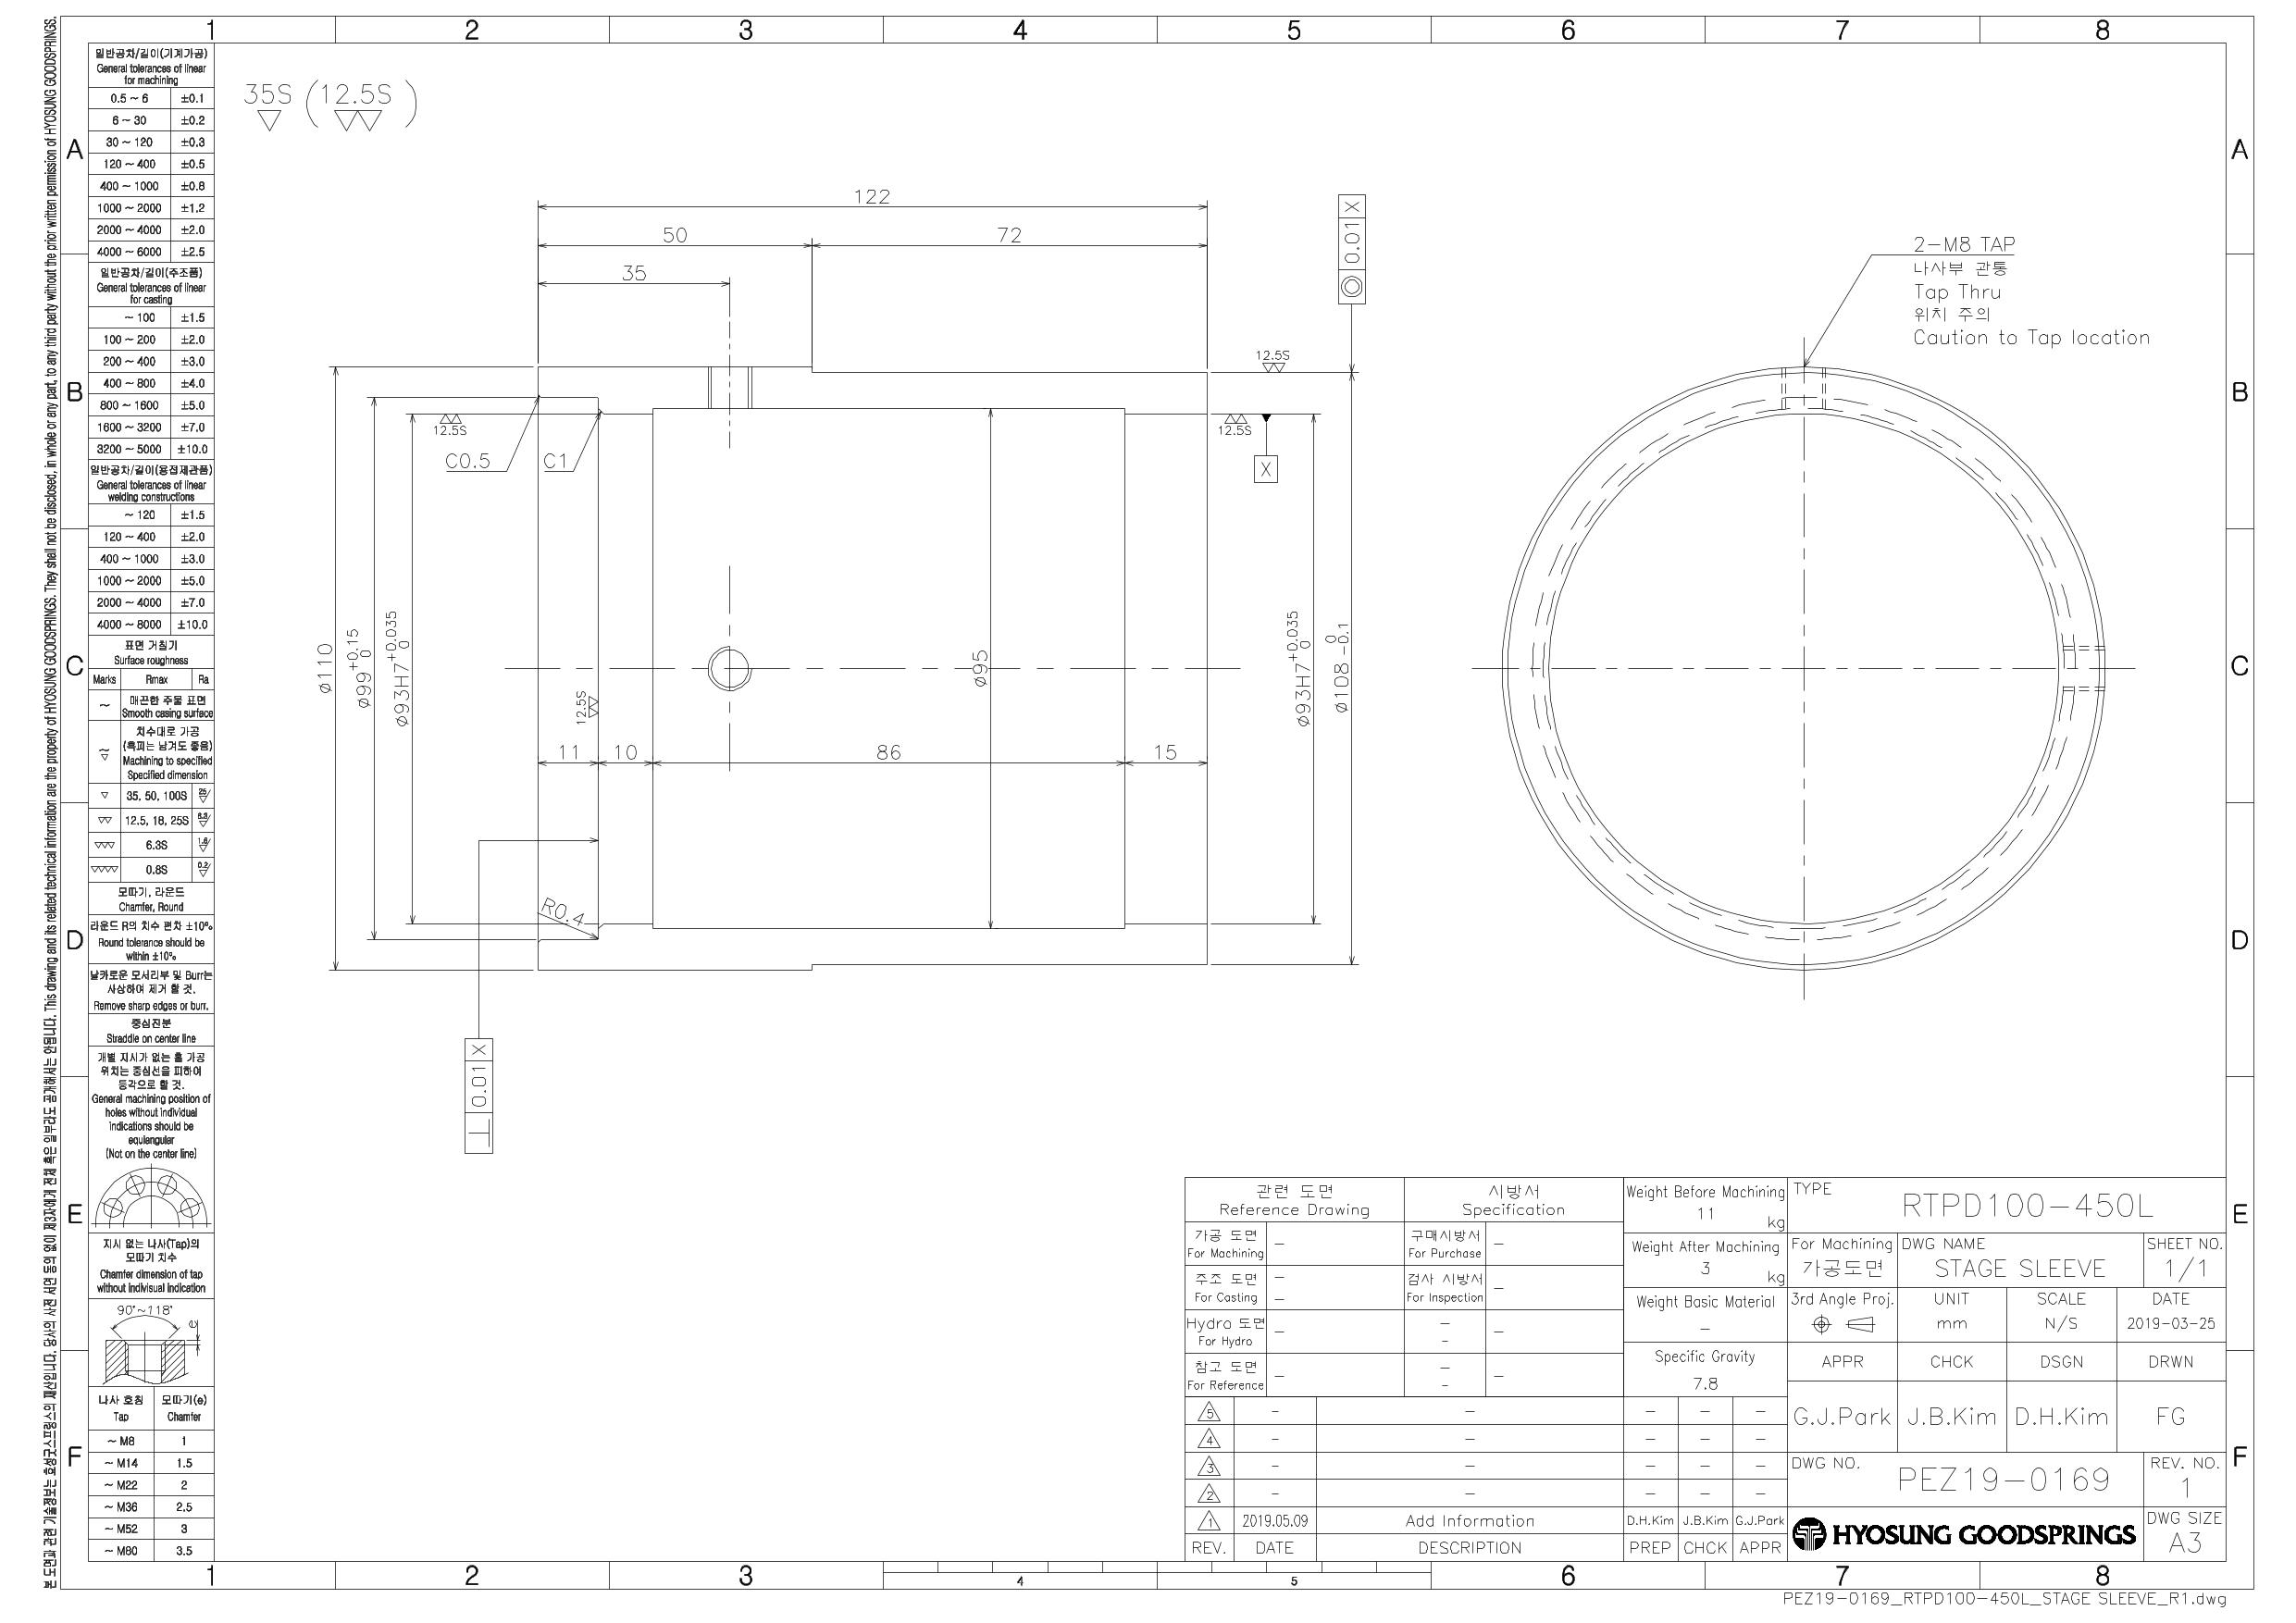 본 도면과 관련 기술정보는 효성굿스프링스의 재산입니다. 당사의 사전 서면 동의 없이 제3자에게 전체 혹은 일부라도 공개해서는 안됩니다. This drawing and its related technical information are the property of HYOSUNG GOODSPRINGS. They shall not be disclosed, in whole or any part, to any third party without the prior written permission of HYOSUNG GOODSPRINGS.
1 2 3 4 5 6 7 8
A
B
C
D
E
F
일반공차/길이(기계가공)
General tolerances of linear
for machining
0.5 ~ 6 ±0.1
6 ~ 30 ±0.2
30 ~ 120 ±0.3
120 ~ 400 ±0.5
400 ~ 1000 ±0.8
1000 ~ 2000 ±1.2
2000 ~ 4000 ±2.0
4000 ~ 6000 ±2.5
일반공차/길이(주조품)
General tolerances of linear
for casting
~ 100 ±1.5
100 ~ 200 ±2.0
200 ~ 400 ±3.0
400 ~ 800 ±4.0
800 ~ 1600 ±5.0
1600 ~ 3200 ±7.0
3200 ~ 5000 ±10.0
일반공차/길이(용접제관품)
General tolerances of linear
welding constructions
~ 120 ±1.5
120 ~ 400 ±2.0
400 ~ 1000 ±3.0
1000 ~ 2000 ±5.0
2000 ~ 4000 ±7.0
4000 ~ 8000 ±10.0
표면 거칠기
Surface roughness
Marks Rmax Ra
~ 매끈한 주물 표면
Smooth casing surface
~ 치수대로 가공
(흑피는 남겨도 좋음)
Machining to specified
Specified dimension
▽ 35, 50, 100S 25
▽▽ 12.5, 18, 25S 6.3
▽▽▽ 6.3S 1.6
▽▽▽▽ 0.8S 0.2
모따기, 라운드
Chamfer, Round
라운드 R의 치수 편차 ±10%
Round tolerance should be
within ±10%
날카로운 모서리부 및 Burr는
사상하여 제거 할 것.
Remove sharp edges or burr.
중심진분
Straddle on center line
개별 지시가 없는 홀 가공
위치는 중심선을 피하여
등각으로 할 것.
General machining position of
holes without individual
indications should be
equiangular
(Not on the center line)
지시 없는 나사(Tap)의
모따기 치수
Chamfer dimension of tap
without indivisual indication
90°~118°
e
나사 호칭 모따기(e)
Tap Chamfer
~ M8 1
~ M14 1.5
~ M22 2
~ M36 2.5
~ M52 3
~ M80 3.5
35S (12.5S)
122
50 72
35
12.5S
12.5S
12.5S
12.5S
C0.5 C1
X
0.01 X
ø110
ø99 +0.15 0
ø93H7 +0.035 0
ø95
ø93H7 +0.035 0
ø108 0 -0.1
11 10 86 15
R0.4
0.01 X
2-M8 TAP
나사부 관통
Tap Thru
위치 주의
Caution to Tap location
A
B
C
D
E
F
관련 도면
Reference Drawing
시방서
Specification
가공 도면 -
For Machining
구매시방서 -
For Purchase
주조 도면 -
For Casting -
검사 시방서 -
For Inspection
Hydro 도면 -
For Hydro
- - -
참고 도면 -
For Reference
- - -
5 - - - - -
4 - - - - -
3 - - - - -
2 - - - - -
1 2019.05.09 Add Information D.H.Kim J.B.Kim G.J.Park
REV. DATE DESCRIPTION PREP CHCK APPR
Weight Before Machining
11 kg
Weight After Machining
3 kg
Weight Basic Material
-
Specific Gravity
7.8
TYPE
RTPD100-450L
For Machining
가공도면
DWG NAME
STAGE SLEEVE
SHEET NO.
1/1
3rd Angle Proj.
UNIT
mm
SCALE
N/S
DATE
2019-03-25
APPR CHCK DSGN DRWN
G.J.Park J.B.Kim D.H.Kim FG
DWG NO.
PEZ19-0169
REV. NO.
1
HYOSUNG GOODSPRINGS
DWG SIZE
A3
1 2 3 4 5 6 7 8
PEZ19-0169_RTPD100-450L_STAGE SLEEVE_R1.dwg